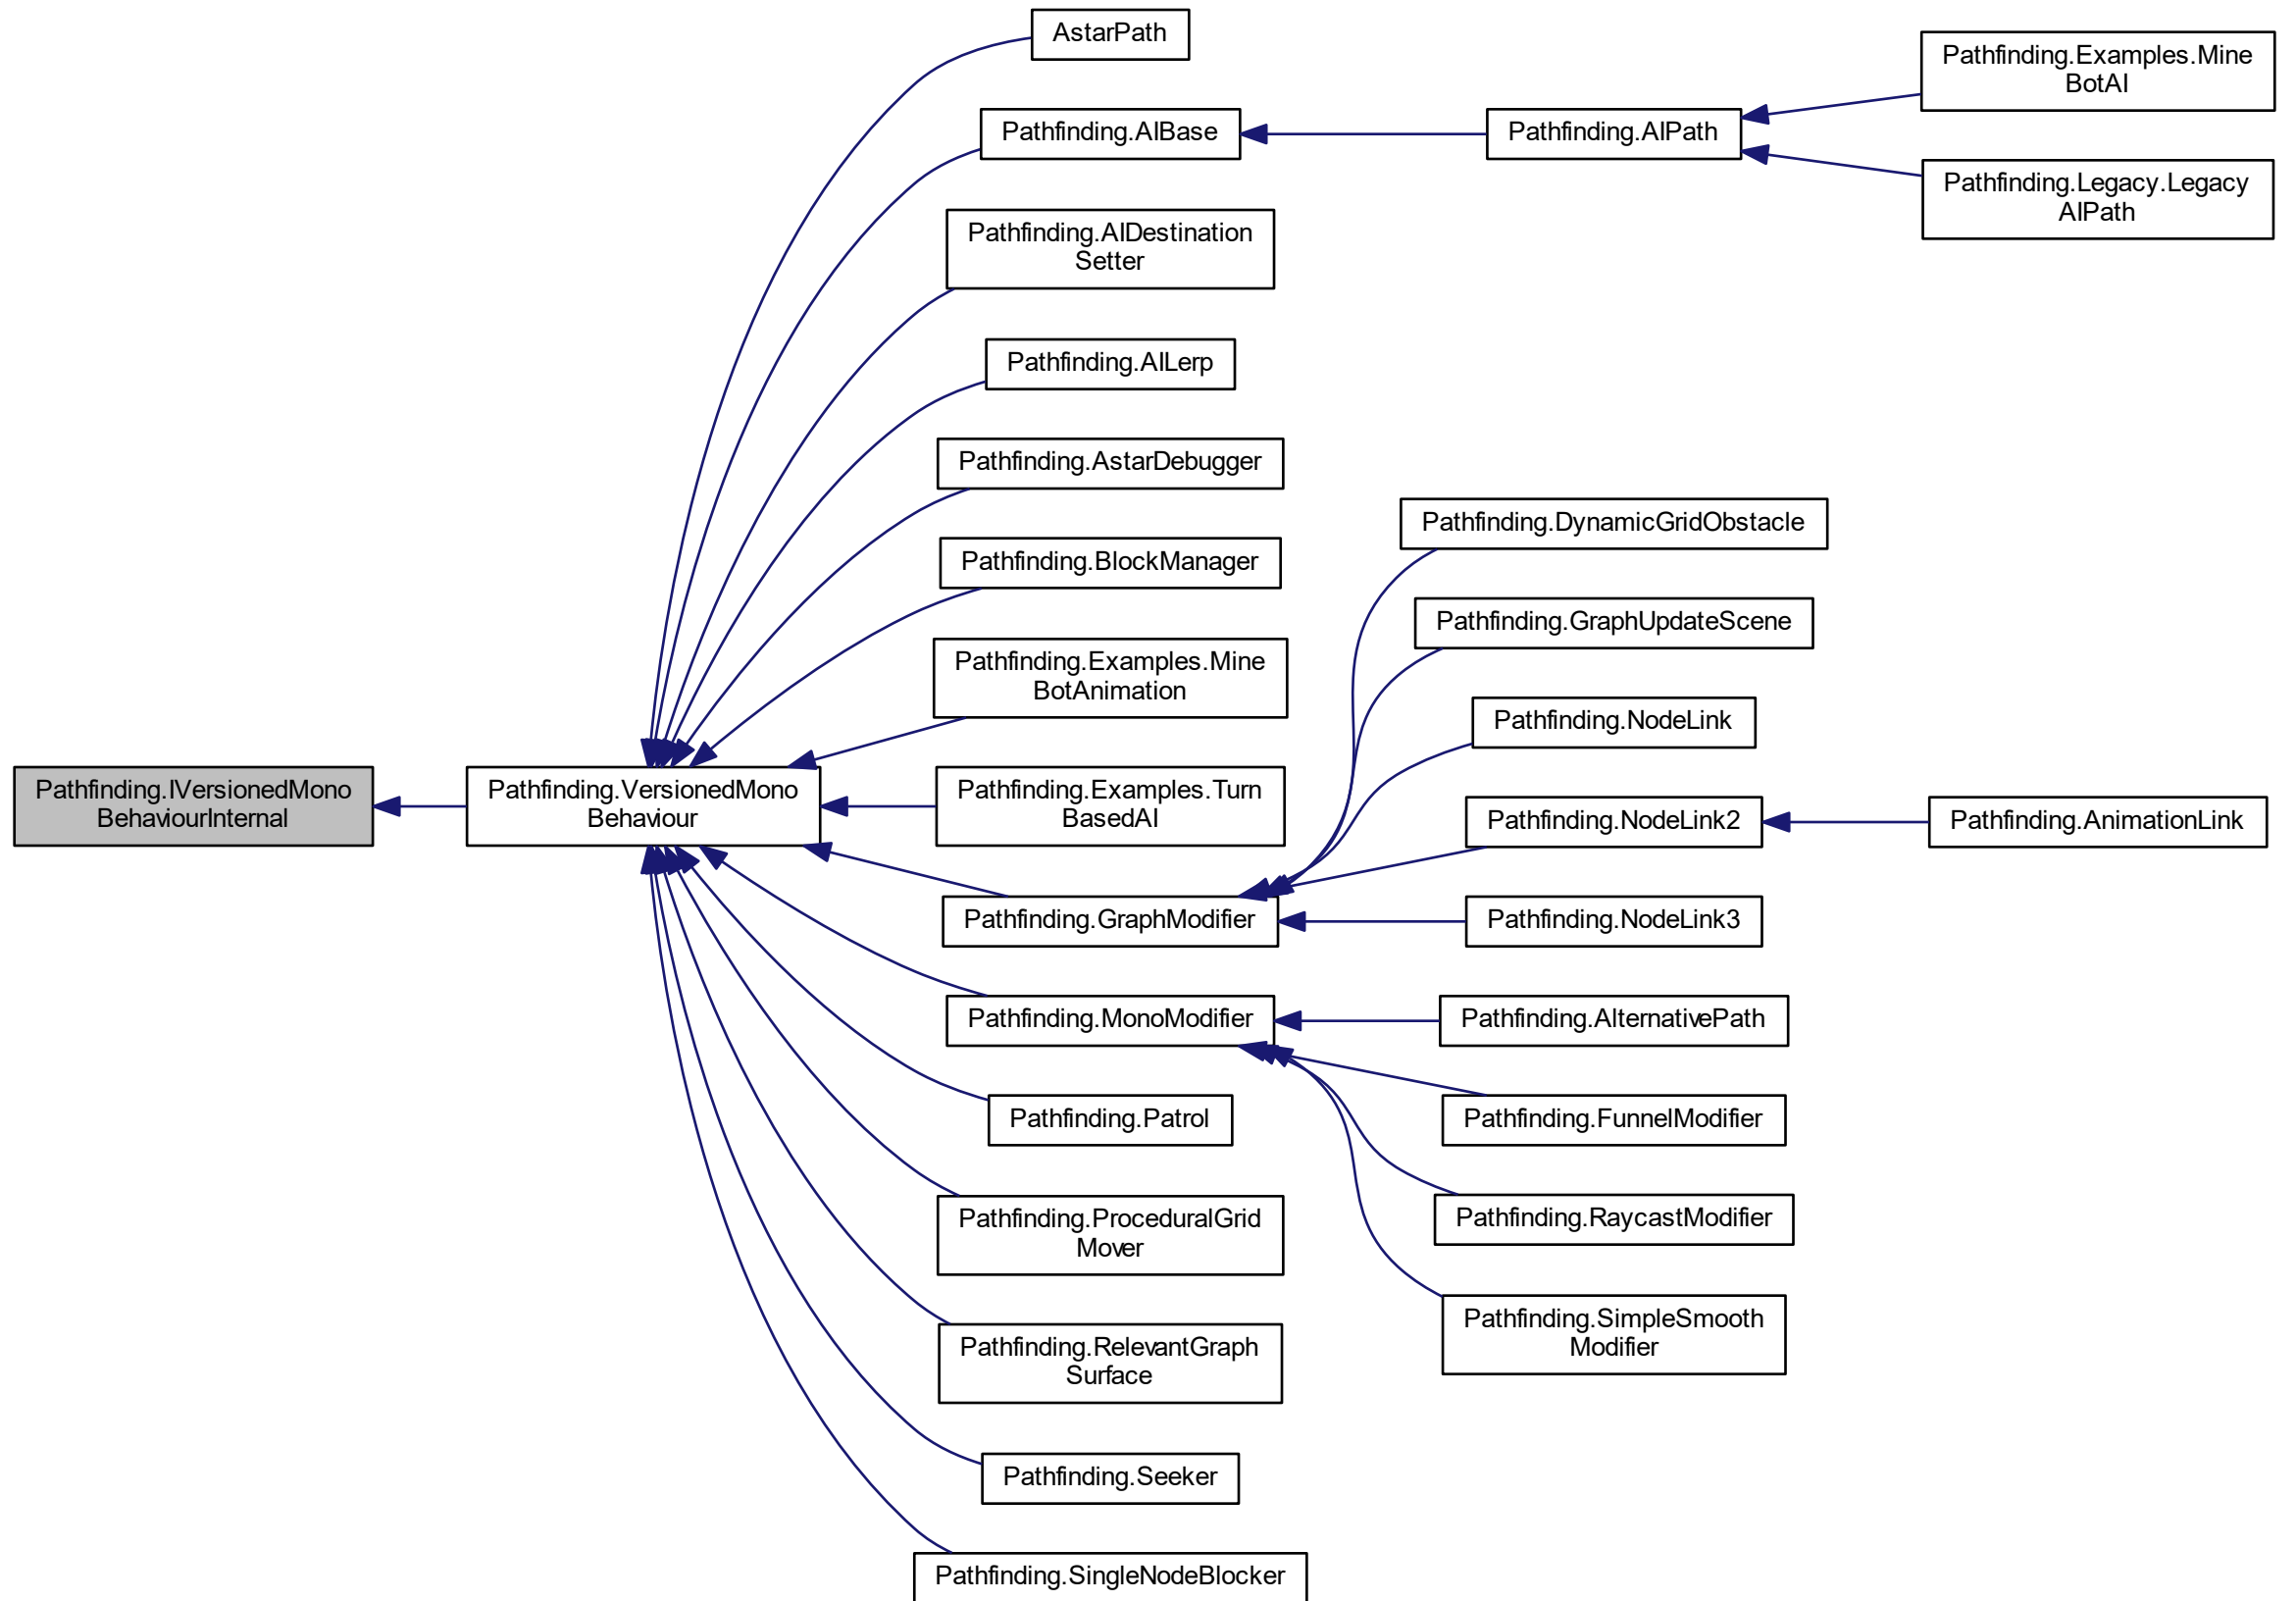 AstarPath
Pathfinding.Examples.Mine
BotAI
Pathfinding.AIBase
Pathfinding.AIPath
Pathfinding.Legacy.Legacy
AIPath
Pathfinding.AIDestination
Setter
Pathfinding.AILerp
Pathfinding.AstarDebugger
Pathfinding.DynamicGridObstacle
Pathfinding.BlockManager
Pathfinding.GraphUpdateScene
Pathfinding.Examples.Mine
BotAnimation
Pathfinding.NodeLink
Pathfinding.IVersionedMono
BehaviourInternal
Pathfinding.VersionedMono
Behaviour
Pathfinding.Examples.Turn
BasedAI
Pathfinding.NodeLink2
Pathfinding.AnimationLink
Pathfinding.GraphModifier
Pathfinding.NodeLink3
Pathfinding.MonoModifier
Pathfinding.AlternativePath
Pathfinding.Patrol
Pathfinding.FunnelModifier
Pathfinding.ProceduralGrid
Mover
Pathfinding.RaycastModifier
Pathfinding.RelevantGraph
Surface
Pathfinding.SimpleSmooth
Modifier
Pathfinding.Seeker
Pathfinding.SingleNodeBlocker